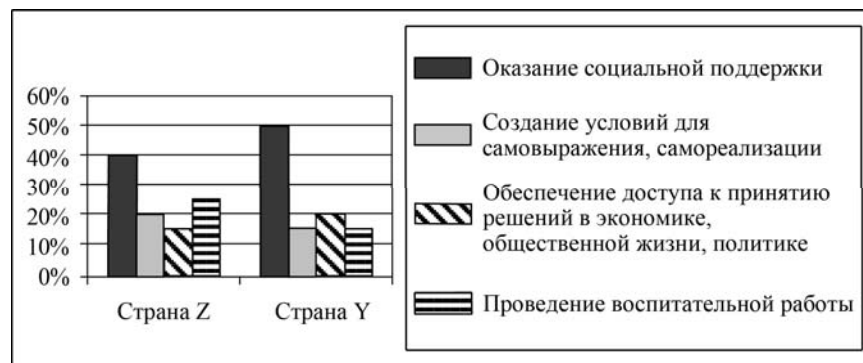 60%
50%
40%
30%
20%
10%
0%
Страна Z
Страна Y
Оказание социальной поддержки
Создание условий для
самовыражения, самореализации
Обеспечение доступа к принятию
решений в экономике,
общественной жизни, политике
Проведение воспитательной работы